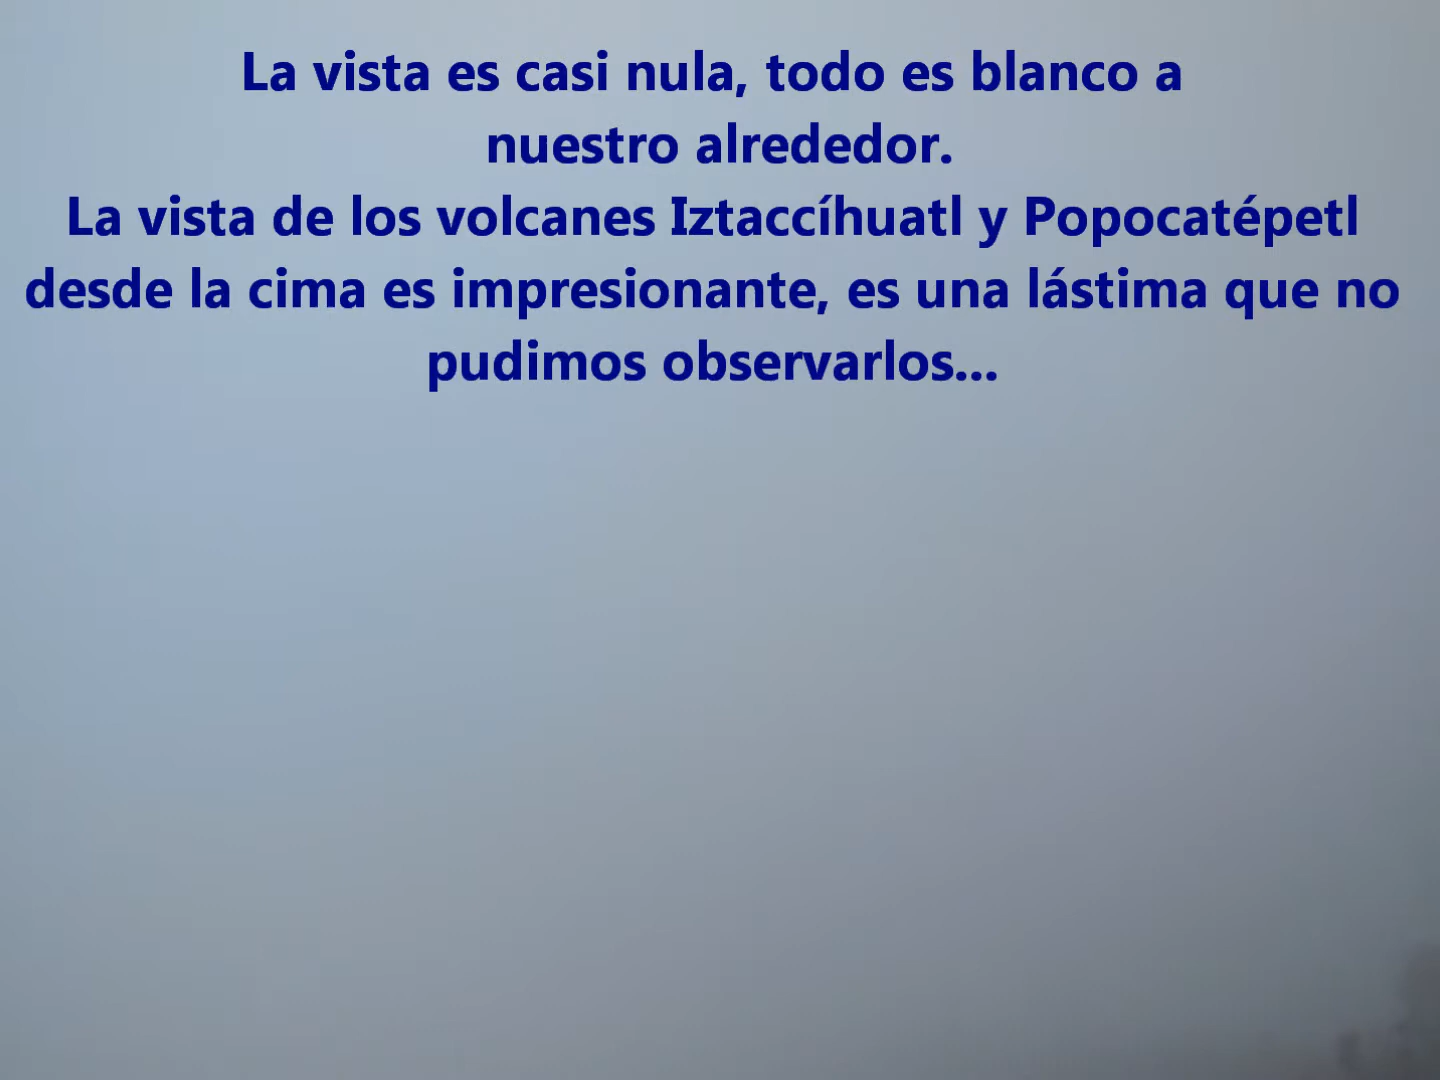 La vista es casi nula, todo es blanco a
nuestro alrededor.
La vista de los volcanes Iztaccíhuatl y Popocatépetl
desde la cima es impresionante, es una lástima que no
pudimos observarlos...